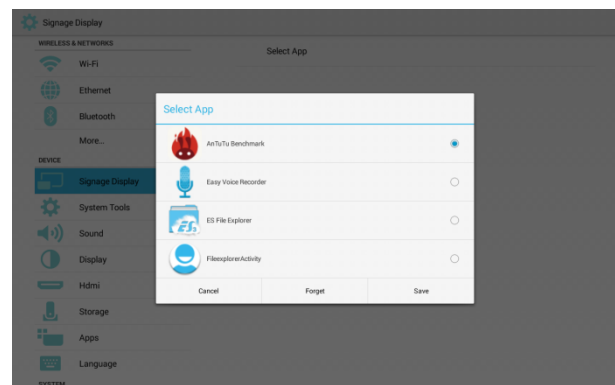 Signage Display
WIRELESS & NETWORKS
Select App
Wi-Fi
Ethernet
Bluetooth
More...
DEVICE
Signage Display
System Tools
Sound
Display
Hdmi
Storage
Apps
Language
SYSTEM
Select App
AnTuTu Benchmark
Easy Voice Recorder
ES File Explorer
FileexplorerActivity
Cancel Forget Save